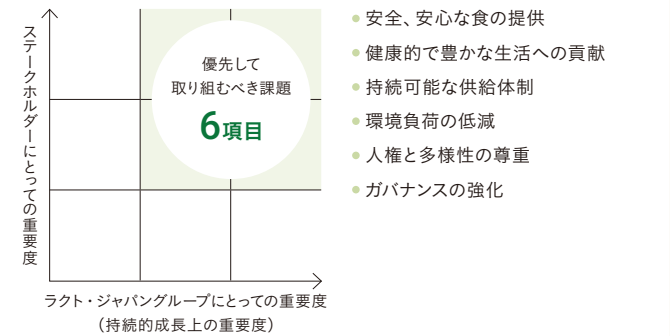 ステークホルダーにとっての重要度
優先して
取り組むべき課題
6項目
ラクト・ジャパングループにとっての重要度
（持続的成長上の重要度）
安全、安心な食の提供
健康的で豊かな生活への貢献
持続可能な供給体制
環境負荷の低減
人権と多様性の尊重
ガバナンスの強化